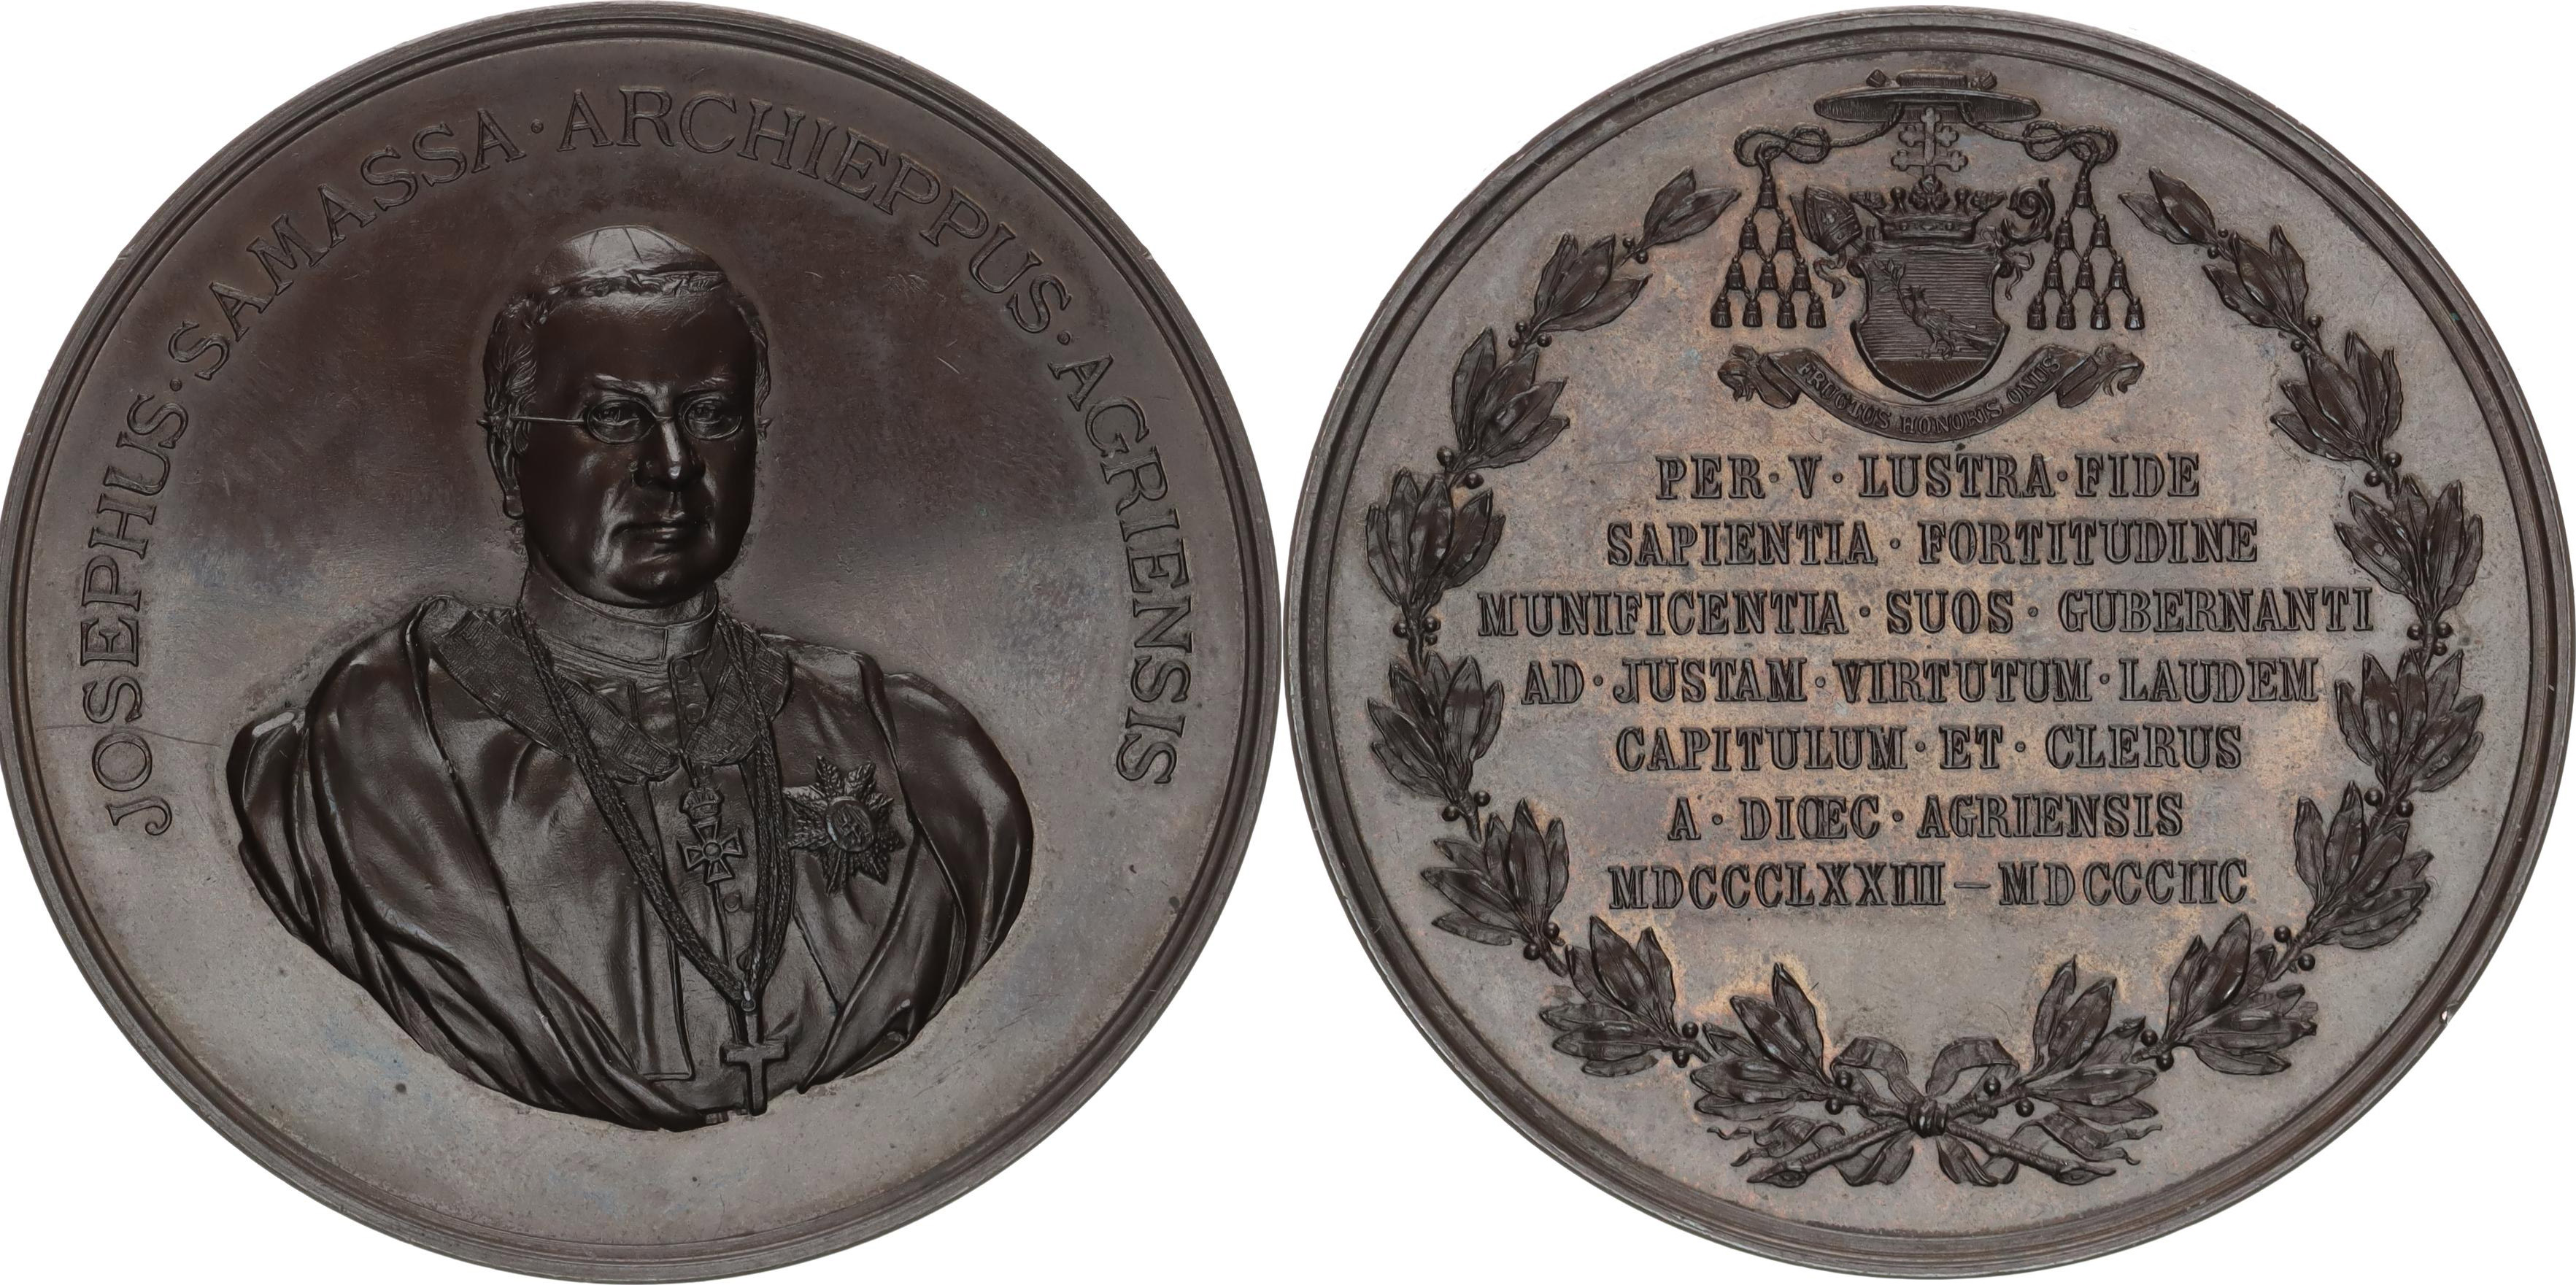 JOSEPHUS · SAMASSA · ARCHIEPPUS · AGRIENSIS
FRUCTUS HONORIS ONUS
PER · V · LUSTRA · FIDE
SAPIENTIA · FORTITUDINE
MUNIFICENTIA · SUOS · GUBERNANTI
AD · JUSTAM · VIRTUTUM · LAUDEM
CAPITULUM · ET · CLERUS
A · DIŒC · AGRIENSIS
MDCCCLXXIII – MDCCCIIC